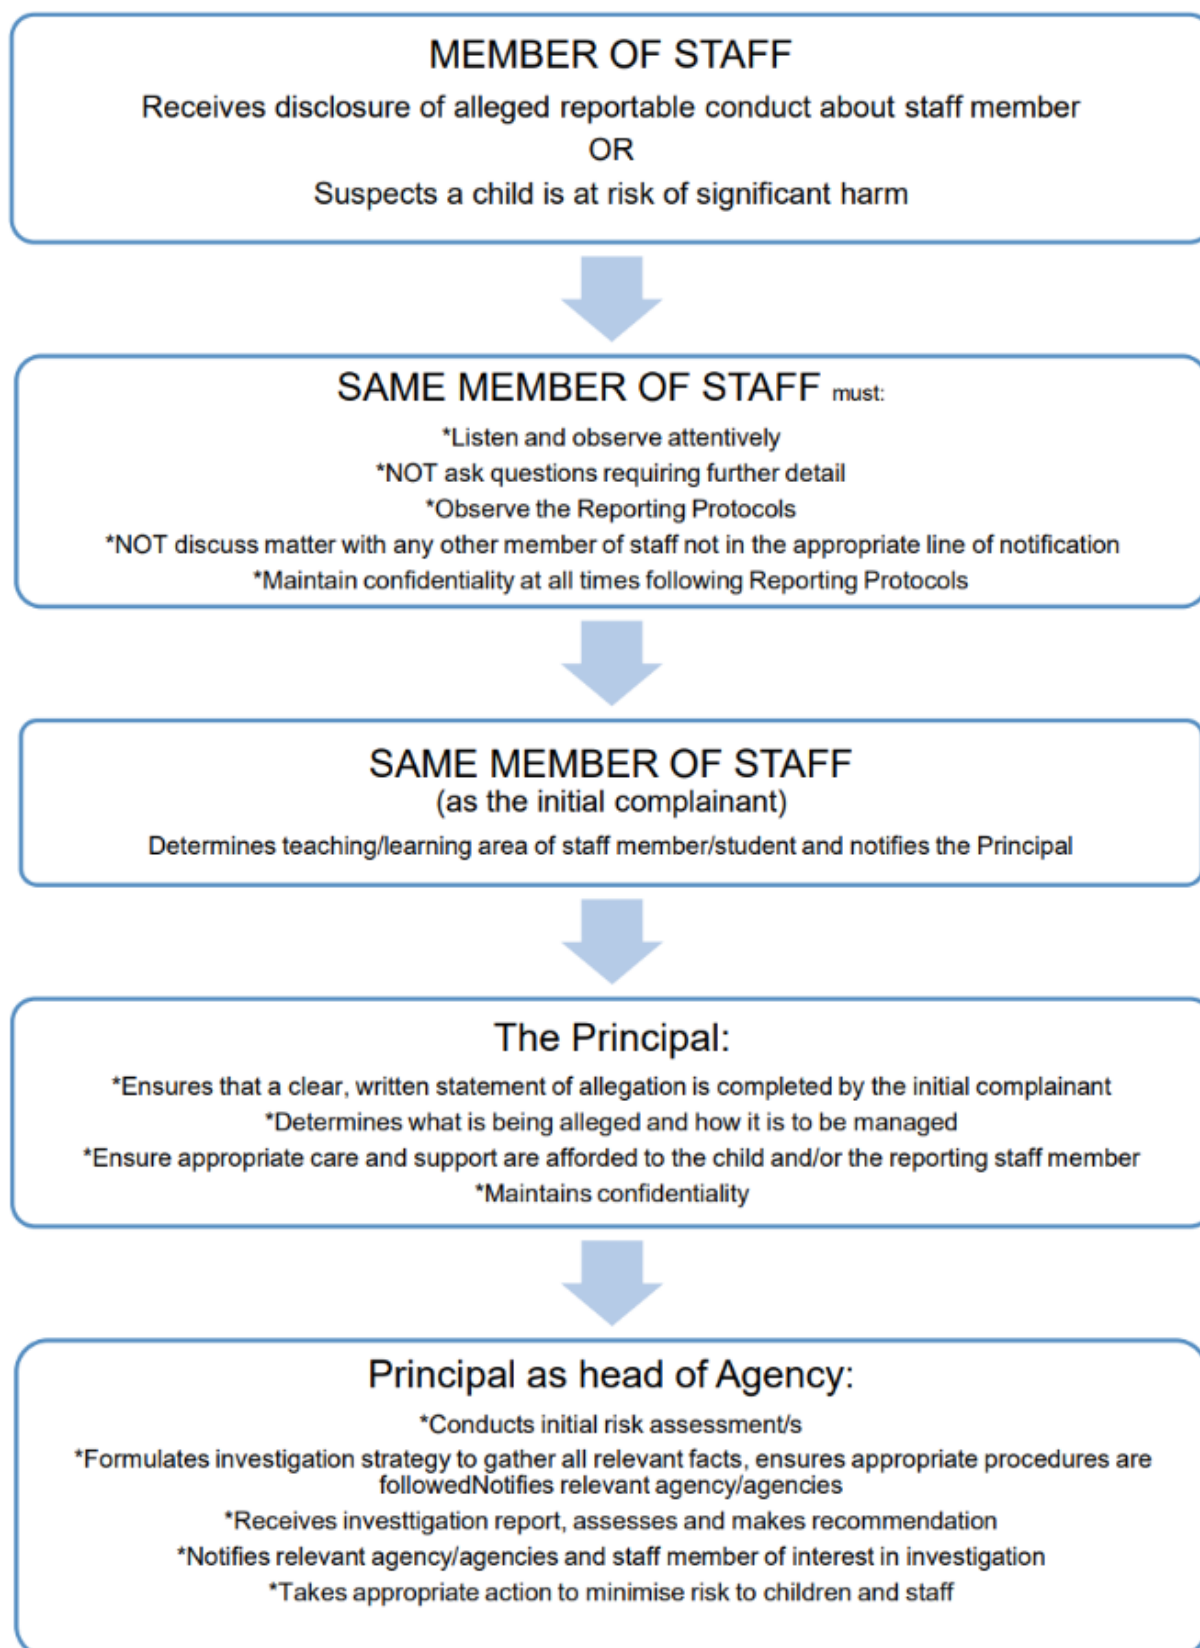 MEMBER OF STAFF
Receives disclosure of alleged reportable conduct about staff member
OR
Suspects a child is at risk of significant harm
SAME MEMBER OF STAFF must:
*Listen and observe attentively
*NOT ask questions requiring further detail
*Observe the Reporting Protocols
*NOT discuss matter with any other member of staff not in the appropriate line of notification
*Maintain confidentiality at all times following Reporting Protocols
SAME MEMBER OF STAFF
(as the initial complainant)
Determines teaching/learning area of staff member/student and notifies the Principal
The Principal:
*Ensures that a clear, written statement of allegation is completed by the initial complainant
*Determines what is being alleged and how it is to be managed
*Ensure appropriate care and support are afforded to the child and/or the reporting staff member
*Maintains confidentiality
Principal as head of Agency:
*Conducts initial risk assessment/s
*Formulates investigation strategy to gather all relevant facts, ensures appropriate procedures are
followedNotifies relevant agency/agencies
*Receives investtigation report, assesses and makes recommendation
*Notifies relevant agency/agencies and staff member of interest in investigation
*Takes appropriate action to minimise risk to children and staff